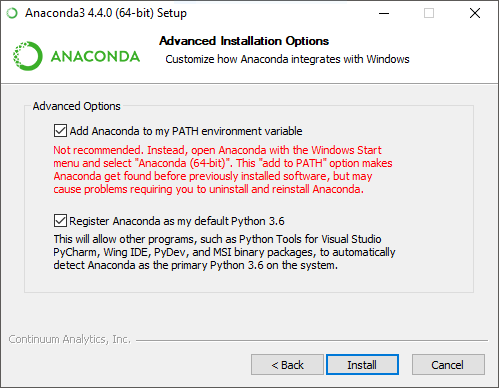 Anaconda3 4.4.0 (64-bit) Setup
Advanced Installation Options
Customize how Anaconda integrates with Windows
ANACONDA
Advanced Options
Add Anaconda to my PATH environment variable
Not recommended. Instead, open Anaconda with the Windows Start
menu and select "Anaconda (64-bit)". This "add to PATH" option makes
Anaconda get found before previously installed software, but may
cause problems requiring you to uninstall and reinstall Anaconda.
Register Anaconda as my default Python 3.6
This will allow other programs, such as Python Tools for Visual Studio
PyCharm, Wing IDE, PyDev, and MSI binary packages, to automatically
detect Anaconda as the primary Python 3.6 on the system.
Continuum Analytics, Inc.
< Back
Install
Cancel